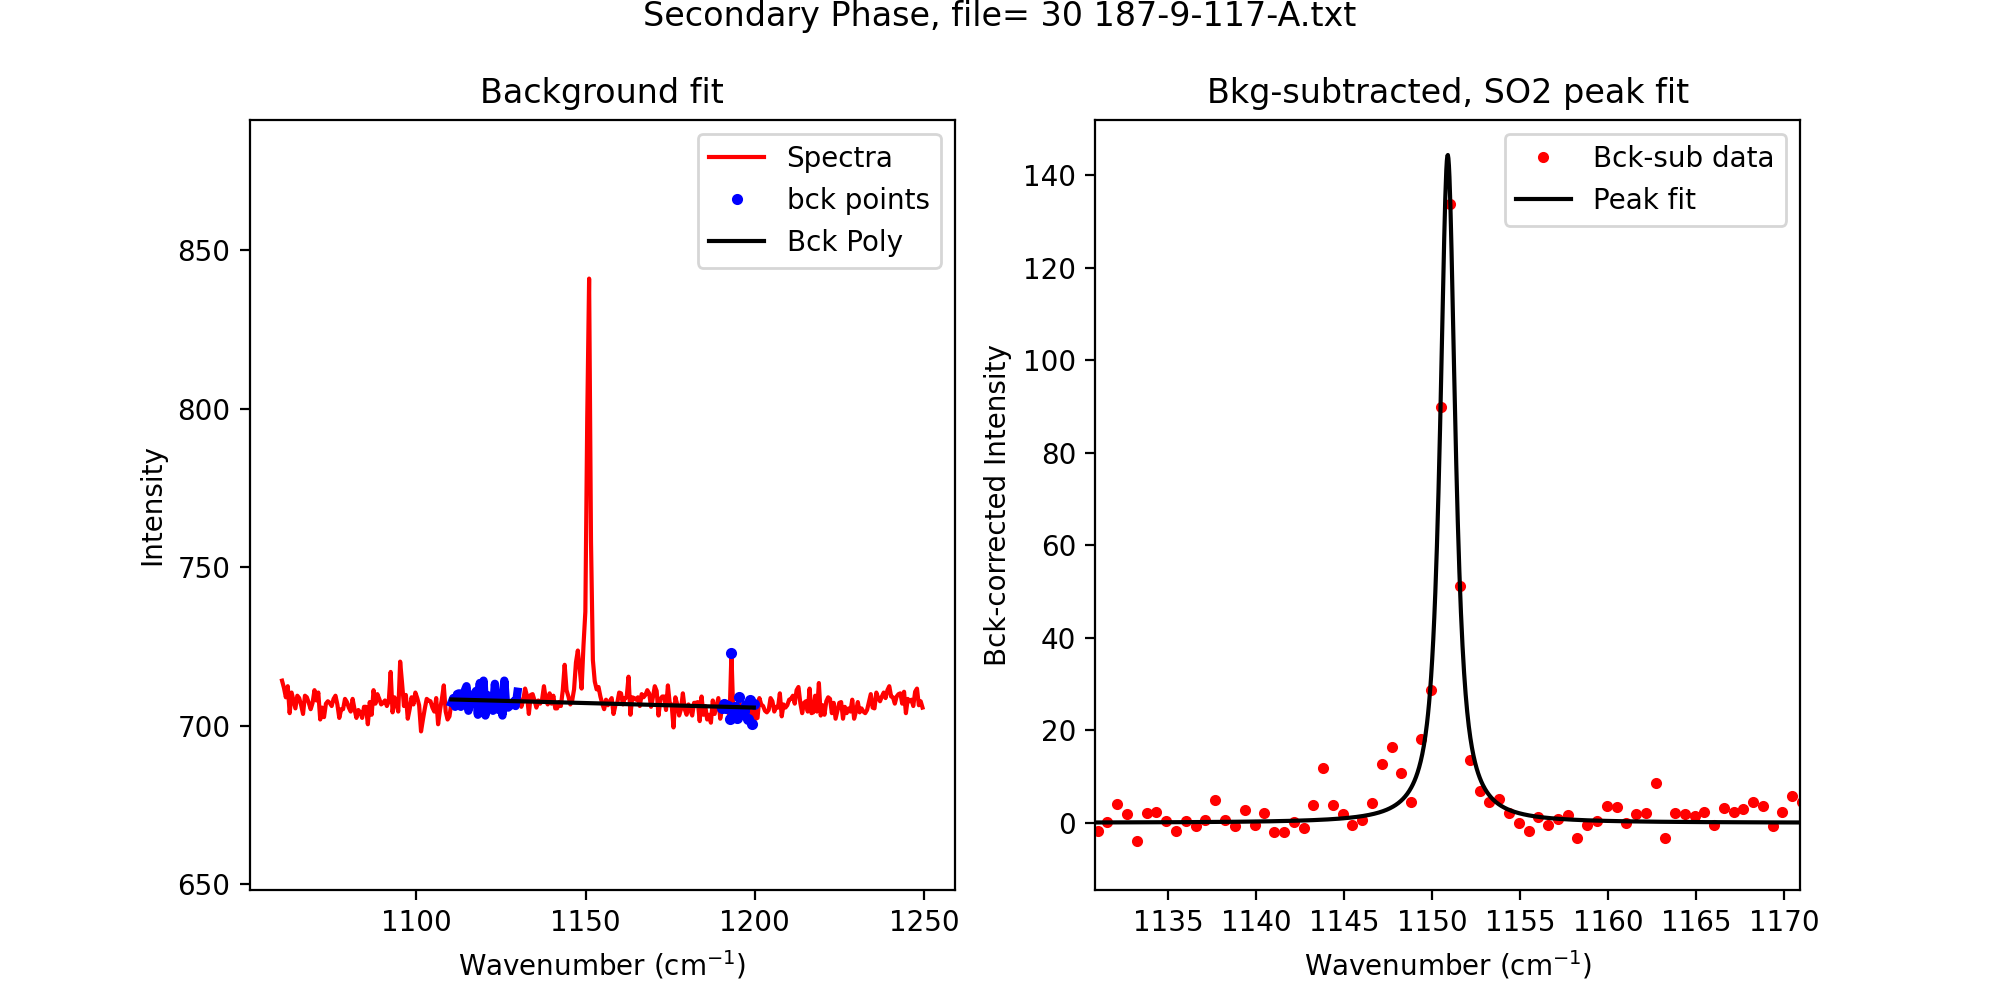 Secondary Phase, file= 30 187-9-117-A.txt
Background fit
Spectra
bck points
Bck Poly
850
800
750
700
650
Intensity
1100 1150 1200 1250
Wavenumber (cm⁻¹)
Bkg-subtracted, SO2 peak fit
Bck-sub data
Peak fit
140
120
100
80
60
40
20
0
Bck-corrected Intensity
1135 1140 1145 1150 1155 1160 1165 1170
Wavenumber (cm⁻¹)